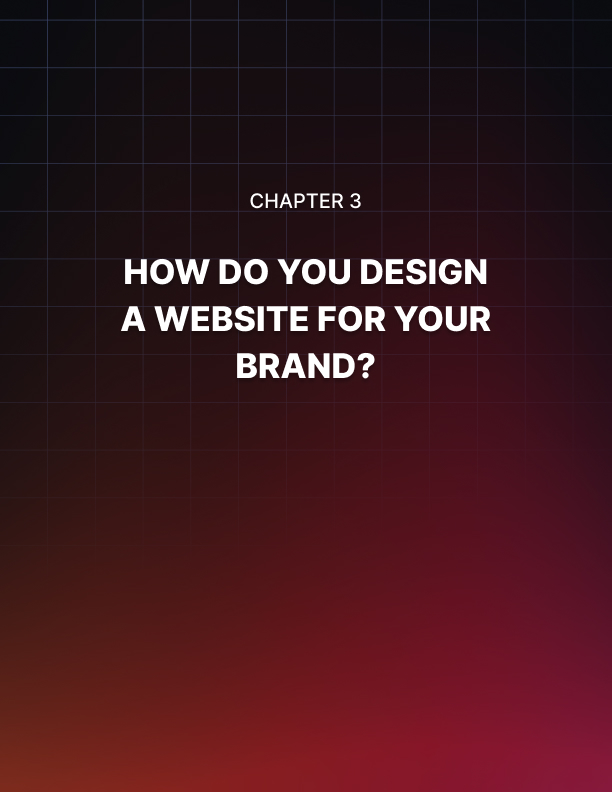 CHAPTER 3
HOW DO YOU DESIGN
A WEBSITE FOR YOUR
BRAND?